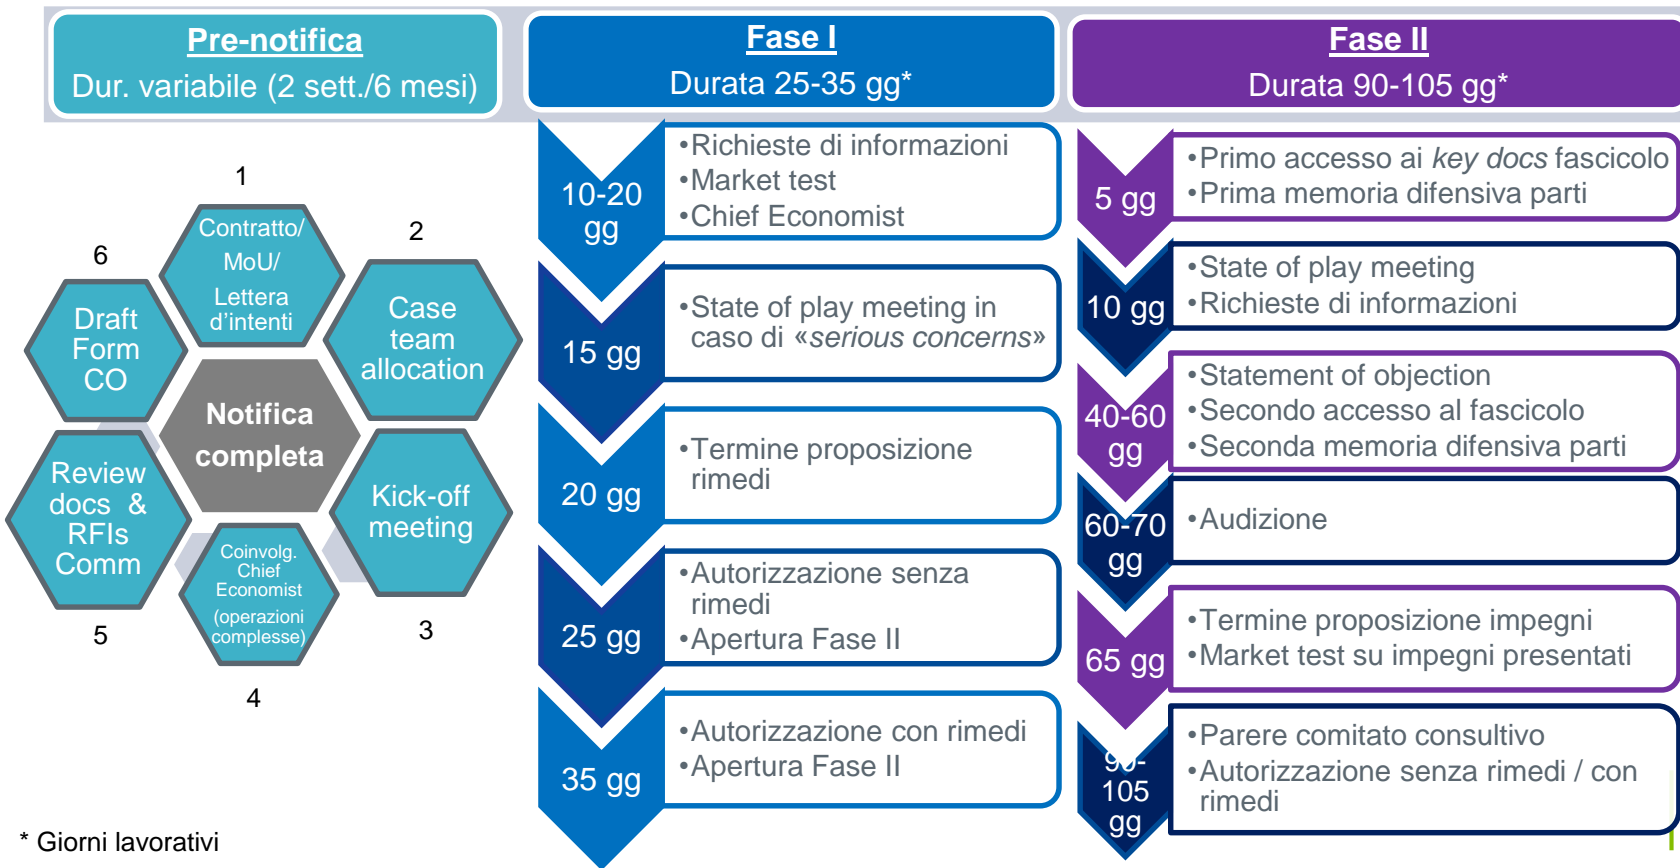 Pre-notifica
Dur. variabile (2 sett./6 mesi)
1
Contratto/
MoU/
Lettera
d’intenti
2
Case
team
allocation
Kick-off
meeting
3
Coinvolg.
Chief
Economist
(operazioni
complesse)
4
Review
docs & 
RFIs
Comm
5
6
Draft
Form
CO
Notifica
completa
Fase I
Durata 25-35 gg*
10-20
gg
•Richieste di informazioni
•Market test
•Chief Economist
15 gg
•State of play meeting in
caso di «serious concerns»
20 gg
•Termine proposizione
rimedi
25 gg
•Autorizzazione senza
rimedi
•Apertura Fase II
35 gg
•Autorizzazione con rimedi
•Apertura Fase II
Fase II
Durata 90-105 gg*
5 gg
•Primo accesso ai key docs fascicolo
•Prima memoria difensiva parti
10 gg
•State of play meeting
•Richieste di informazioni
40-60
gg
•Statement of objection
•Secondo accesso al fascicolo
•Seconda memoria difensiva parti
60-70
gg
•Audizione
65 gg
•Termine proposizione impegni
•Market test su impegni presentati
90-
105
gg
•Parere comitato consultivo
•Autorizzazione senza rimedi / con
rimedi
* Giorni lavorativi